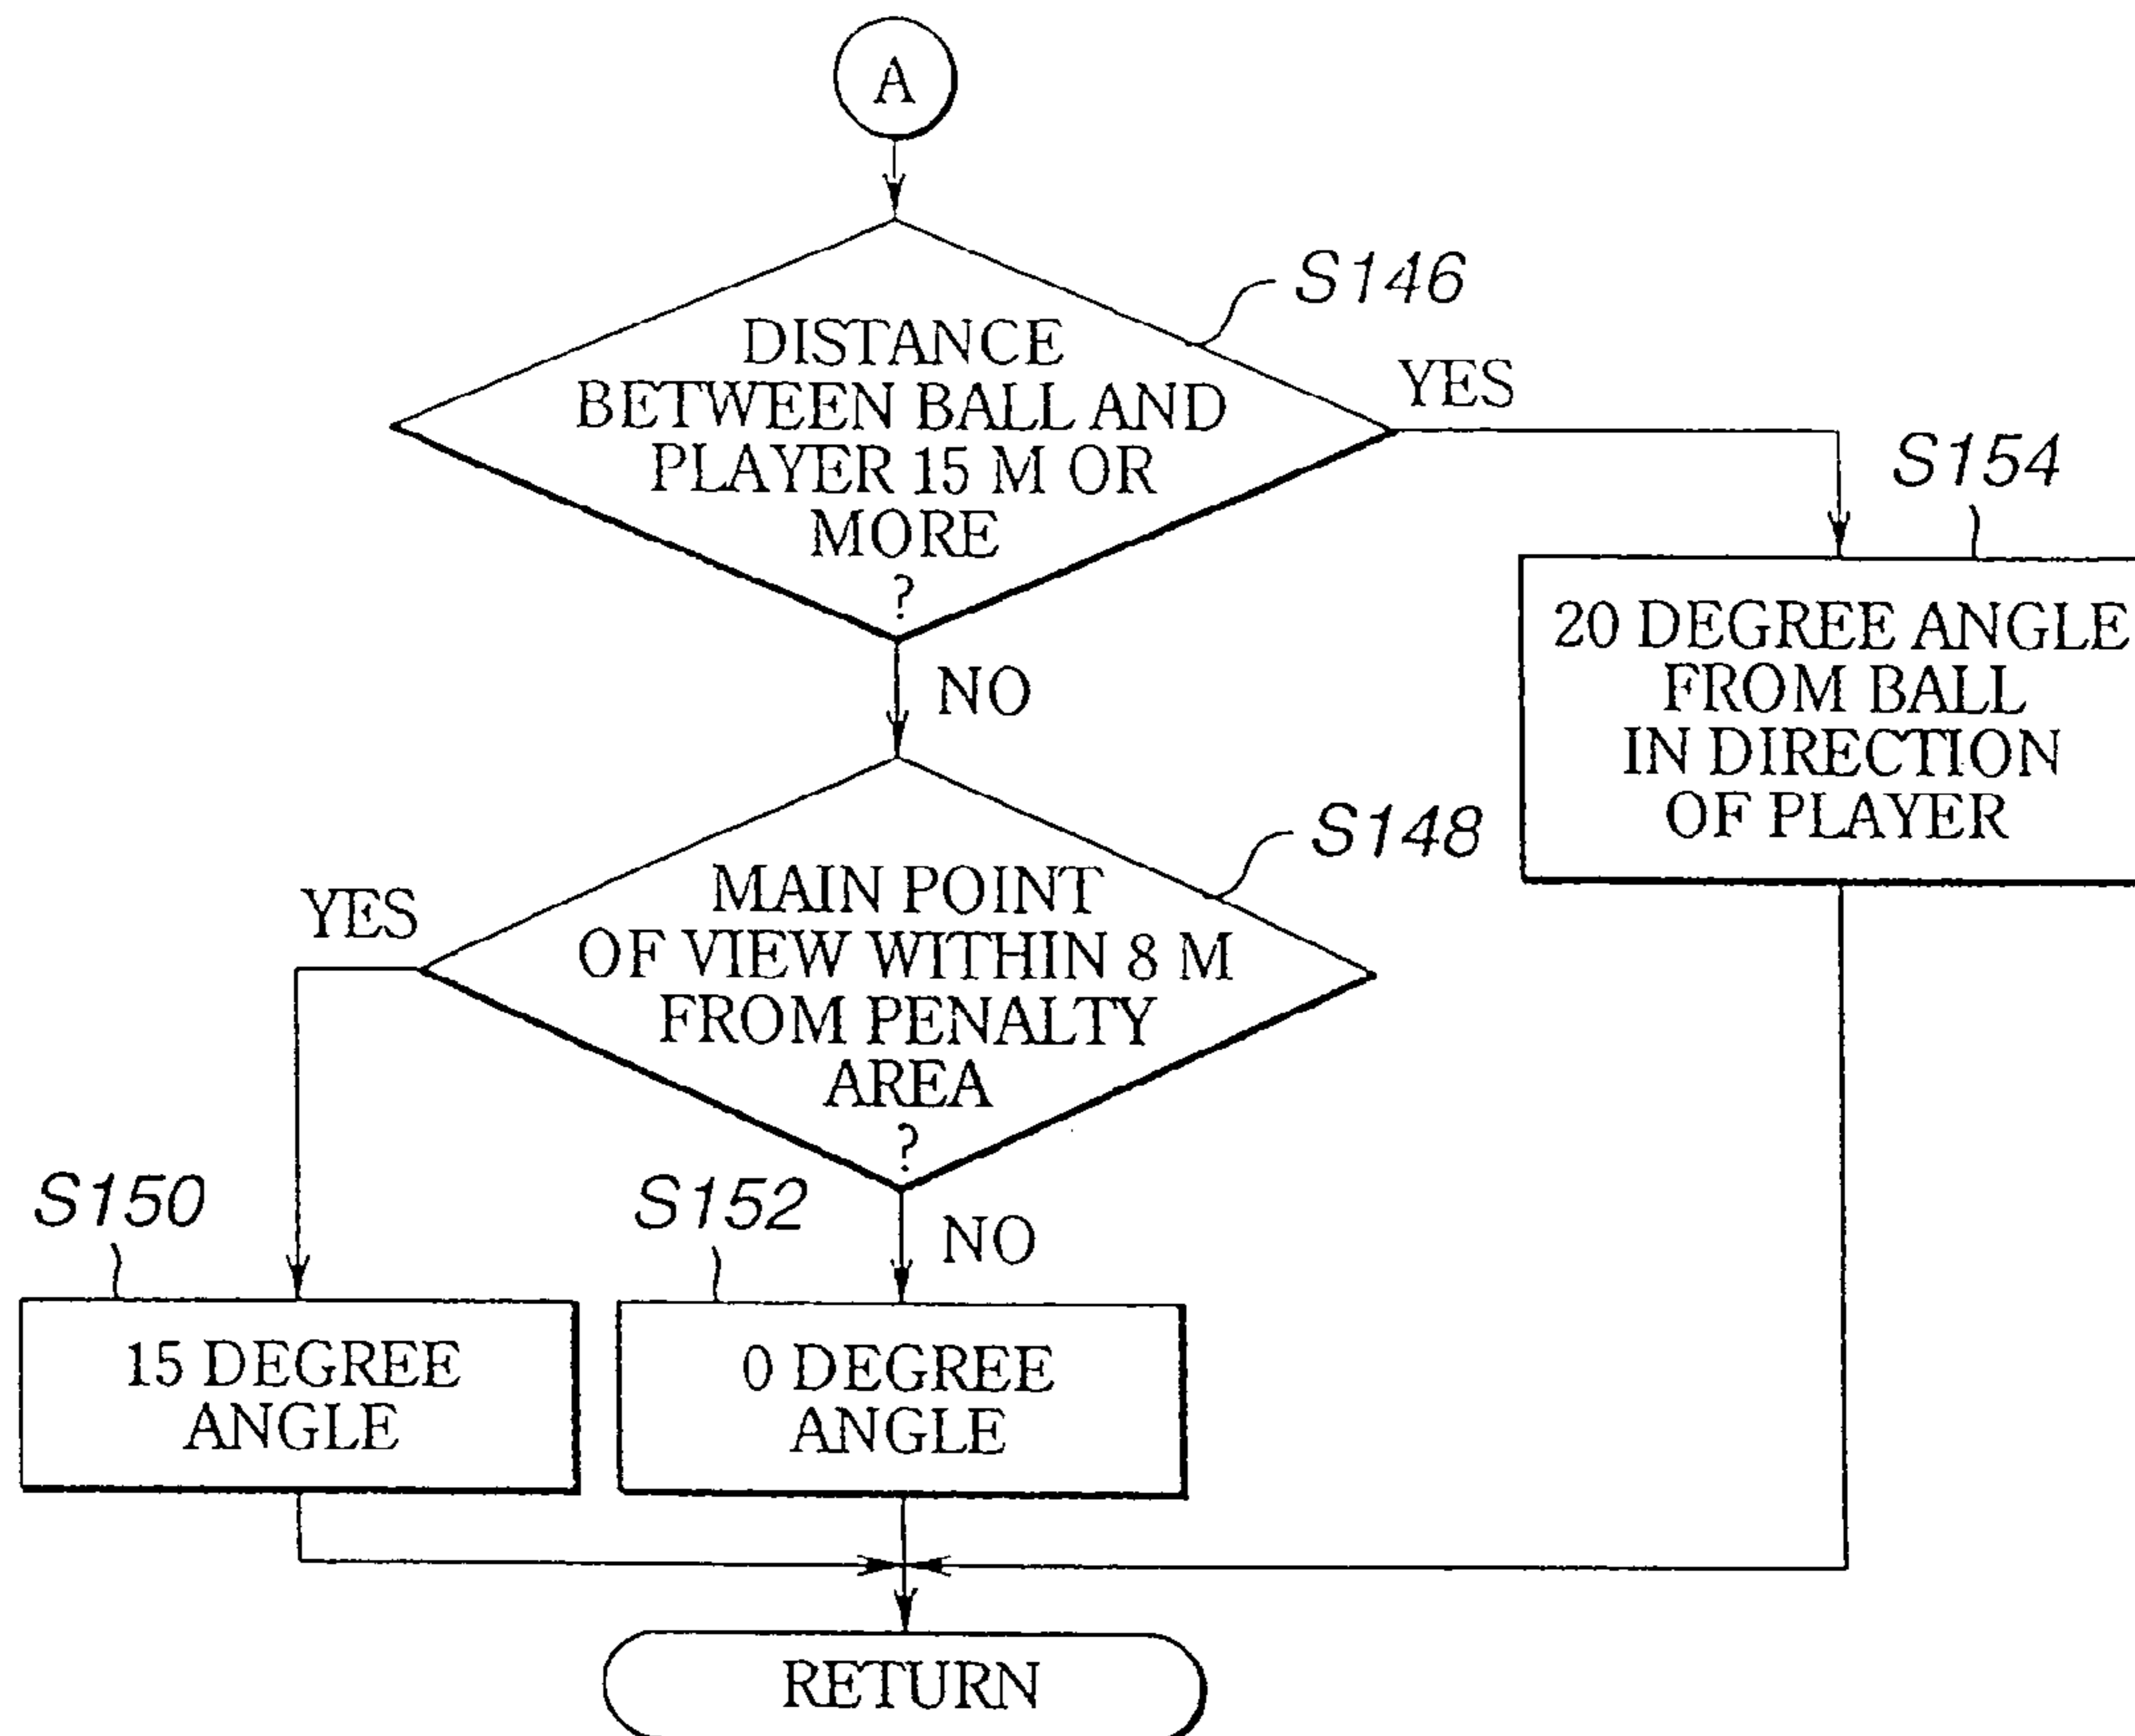 A
S146
DISTANCE
BETWEEN BALL AND
PLAYER 15 M OR
MORE
?
YES
S154
20 DEGREE ANGLE
FROM BALL
IN DIRECTION
OF PLAYER
NO
S148
MAIN POINT
OF VIEW WITHIN 8 M
FROM PENALTY
AREA
?
YES
S150
S152
NO
15 DEGREE
ANGLE
0 DEGREE
ANGLE
RETURN